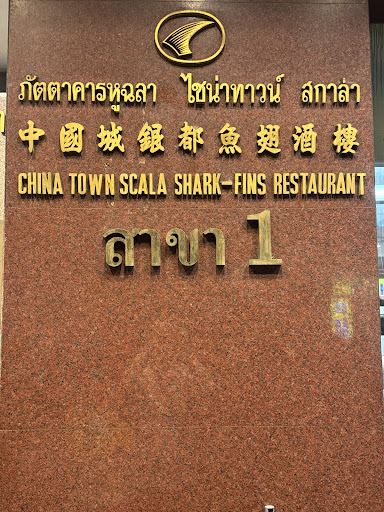 ภัตตาคารหูฉลา ไชน่าทาวน์ สกาล่า
中國城銀都魚翅酒樓
CHINA TOWN SCALA SHARK-FINS RESTAURANT
สาขา 1